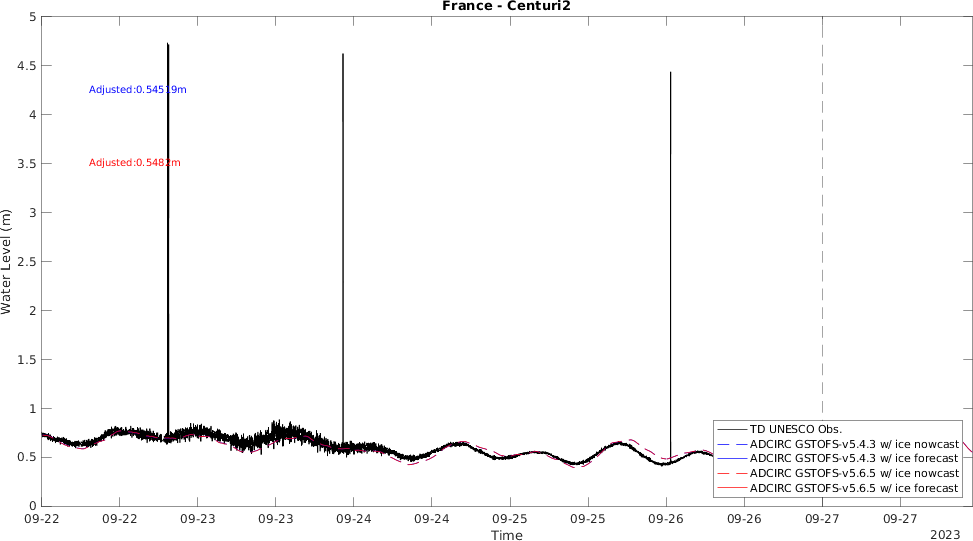 France - Centuri2
5
4.5
4
3.5
3
2.5
2
1.5
1
0.5
0
Water Level (m)
Adjusted:0.54519m
Adjusted:0.5482m
TD UNESCO Obs.
ADCIRC GSTOFS-v5.4.3 w/ ice nowcast
ADCIRC GSTOFS-v5.4.3 w/ ice forecast
ADCIRC GSTOFS-v5.6.5 w/ ice nowcast
ADCIRC GSTOFS-v5.6.5 w/ ice forecast
09-22 09-22 09-23 09-23 09-24 09-24 09-25 09-25 09-26 09-26 09-27 09-27
Time
2023